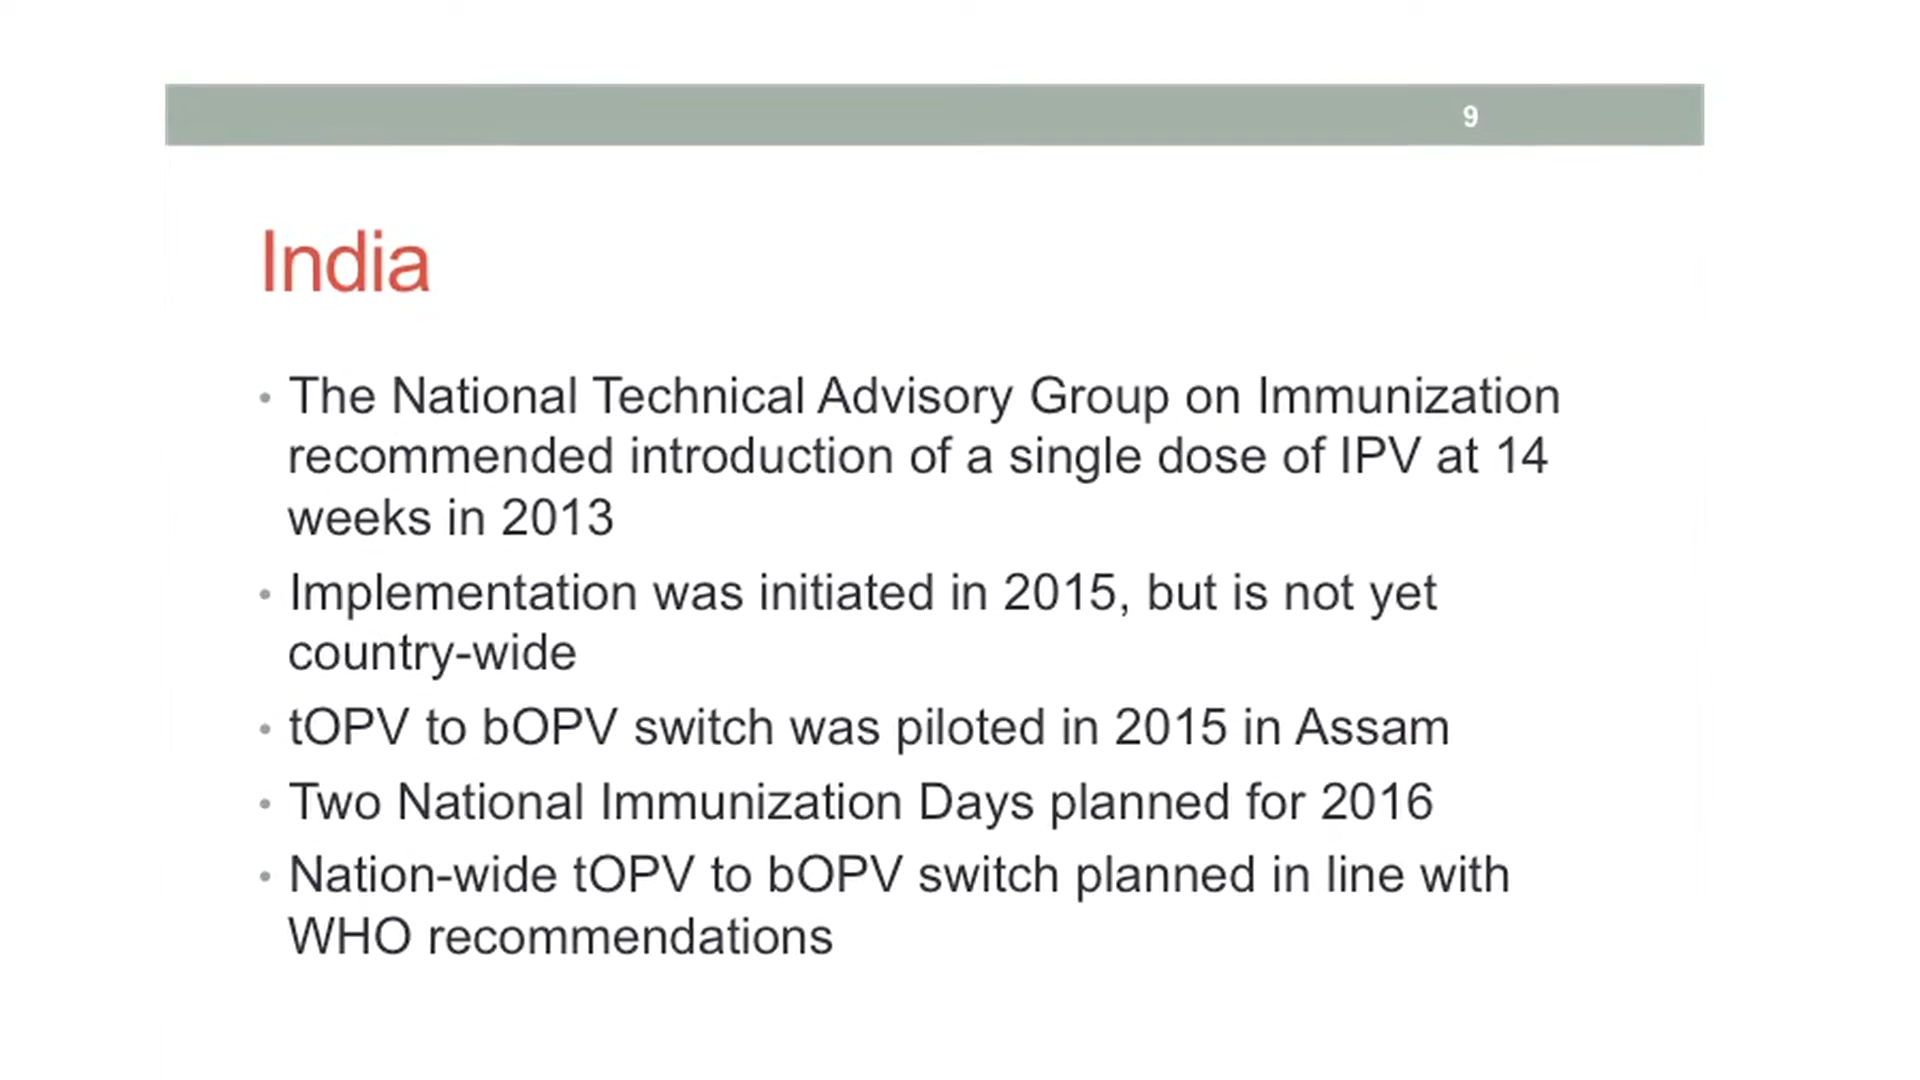 9
India
• The National Technical Advisory Group on Immunization
recommended introduction of a single dose of IPV at 14
weeks in 2013
• Implementation was initiated in 2015, but is not yet
country-wide
• tOPV to bOPV switch was piloted in 2015 in Assam
• Two National Immunization Days planned for 2016
• Nation-wide tOPV to bOPV switch planned in line with
WHO recommendations